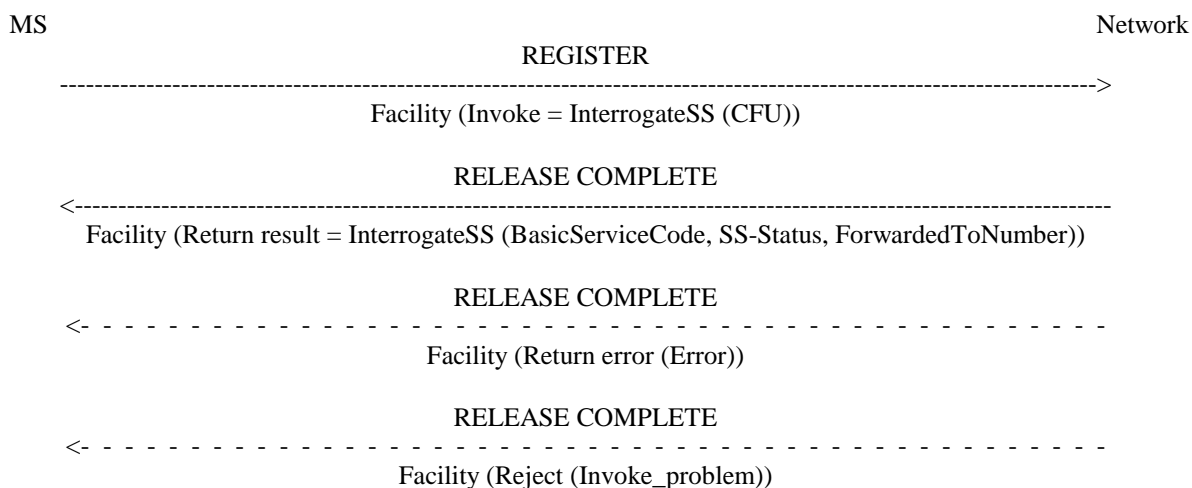 MS Network
REGISTER
Facility (Invoke = InterrogateSS (CFU))
RELEASE COMPLETE
Facility (Return result = InterrogateSS (BasicServiceCode, SS-Status, ForwardedToNumber))
RELEASE COMPLETE
Facility (Return error (Error))
RELEASE COMPLETE
Facility (Reject (Invoke_problem))